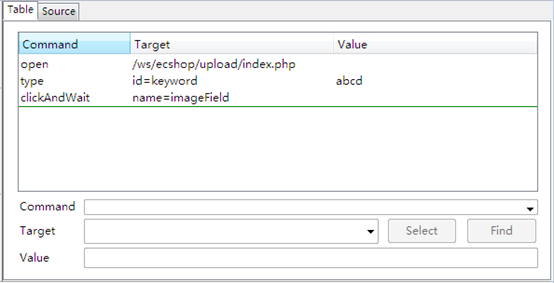 Table Source
Command Target Value
open /ws/ecshop/upload/index.php
type id=keyword abcd
clickAndWait name=imageField
Command
Target Select Find
Value